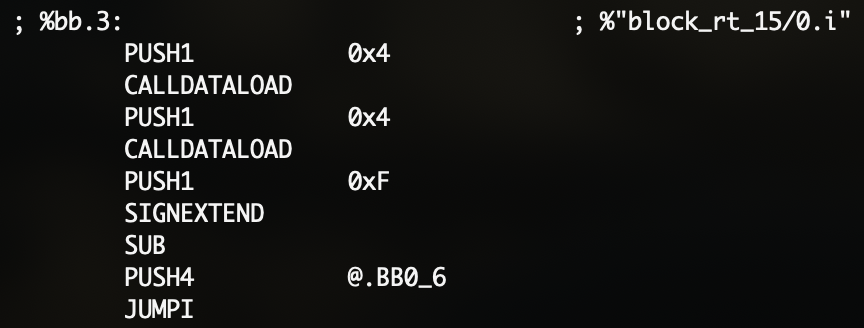 ; %bb.3: ; %"block_rt_15/0.i"
PUSH1 0x4
CALLDATALOAD
PUSH1 0x4
CALLDATALOAD
PUSH1 0xF
SIGNEXTEND
SUB
PUSH4 @.BB0_6
JUMPI